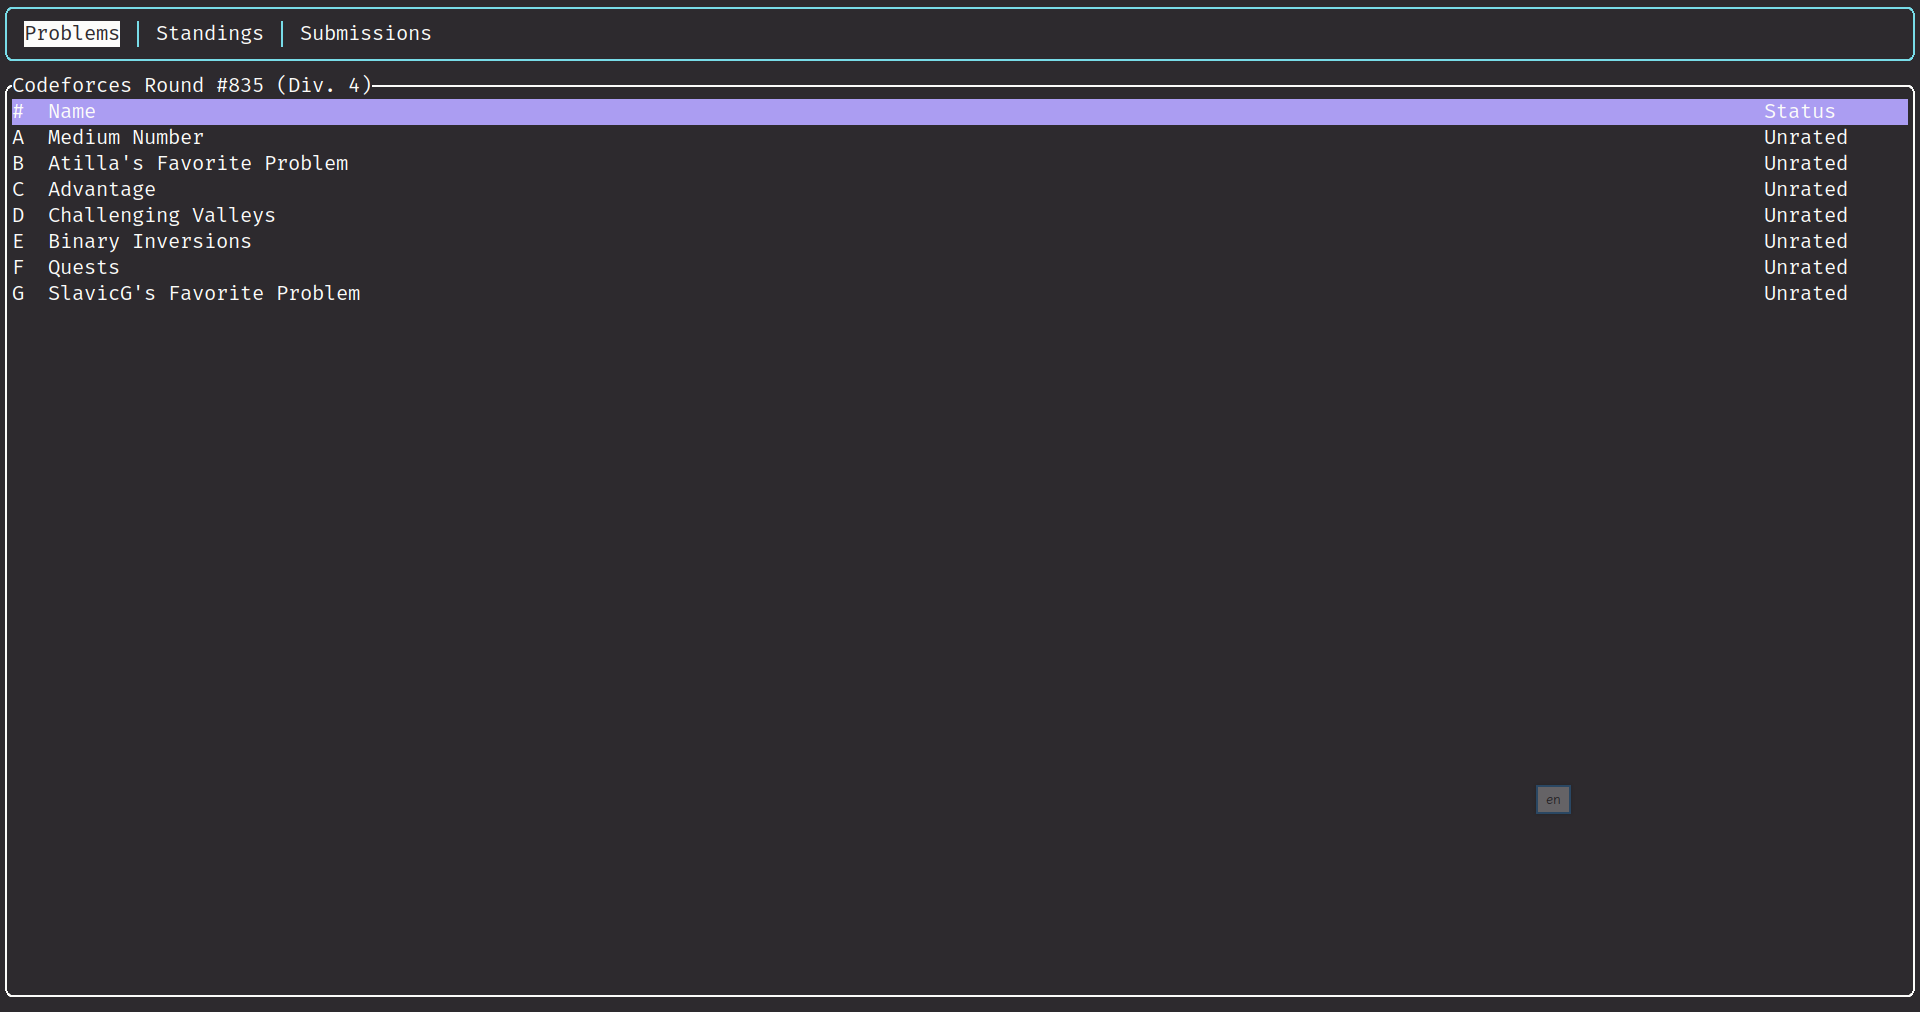 Problems | Standings | Submissions
Codeforces Round #835 (Div. 4)
# Name Status
A Medium Number Unrated
B Atilla's Favorite Problem Unrated
C Advantage Unrated
D Challenging Valleys Unrated
E Binary Inversions Unrated
F Quests Unrated
G SlavicG's Favorite Problem Unrated
en